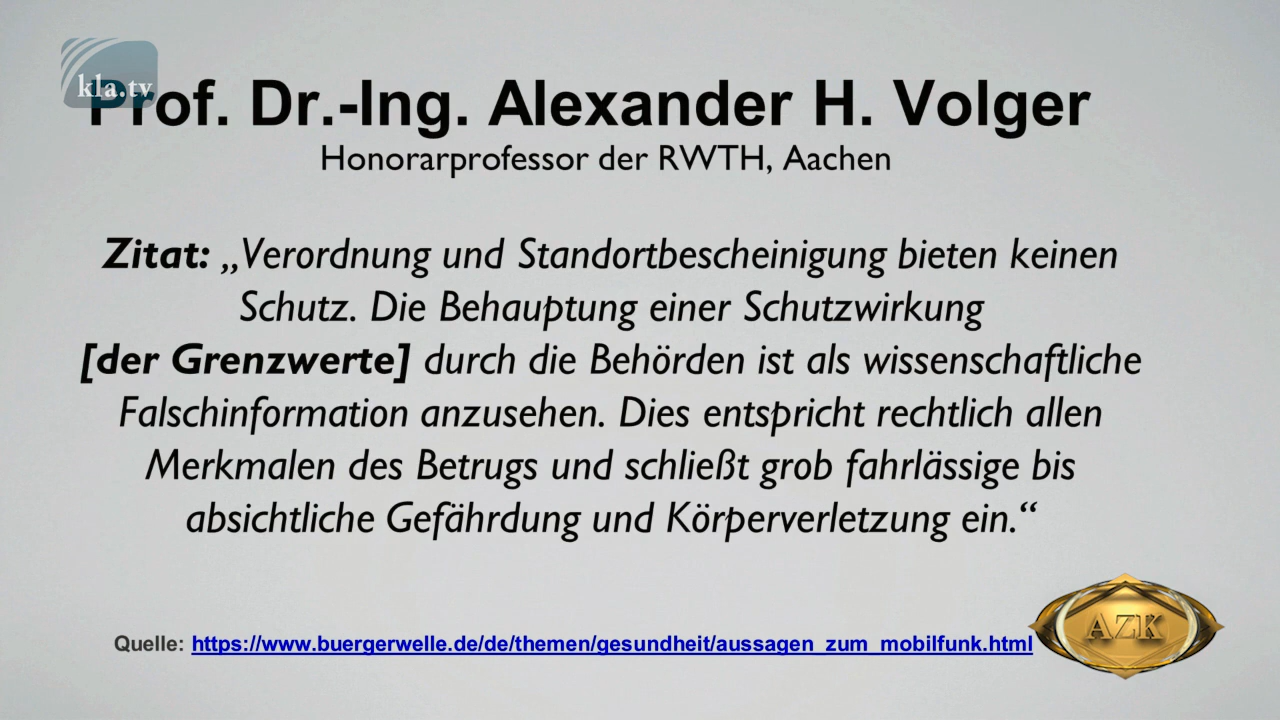 kla.tv
Prof. Dr.-Ing. Alexander H. Volger
Honorarprofessor der RWTH, Aachen
Zitat: „Verordnung und Standortbescheinigung bieten keinen
Schutz. Die Behauptung einer Schutzwirkung
[der Grenzwerte] durch die Behörden ist als wissenschaftliche
Falschinformation anzusehen. Dies entspricht rechtlich allen
Merkmalen des Betrugs und schließt grob fahrlässige bis
absichtliche Gefährdung und Körperverletzung ein.“
Quelle: https://www.buergerwelle.de/de/themen/gesundheit/aussagen_zum_mobilfunk.html
AZK